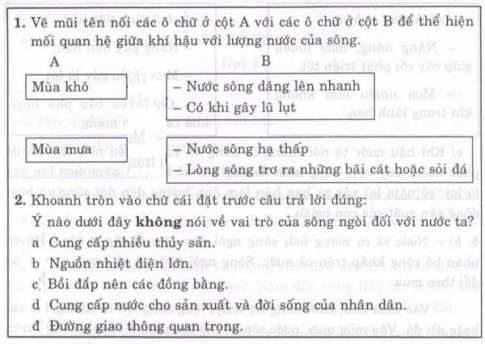 1. Vẽ mũi tên nối các ô chữ ở cột A với các ô chữ ở cột B để thể hiện
mối quan hệ giữa khí hậu với lượng nước của sông.
A B
Mùa khô
– Nước sông dâng lên nhanh
– Có khi gây lũ lụt
Mùa mưa
– Nước sông hạ thấp
– Lòng sông trơ ra những bãi cát hoặc sỏi đá
2. Khoanh tròn vào chữ cái đặt trước câu trả lời đúng:
Ý nào dưới đây không nói về vai trò của sông ngòi đối với nước ta?
a Cung cấp nhiều thủy sản.
b Nguồn nhiệt điện lớn.
c Bồi đắp nên các đồng bằng.
d Cung cấp nước cho sản xuất và đời sống của nhân dân.
đ Đường giao thông quan trọng.